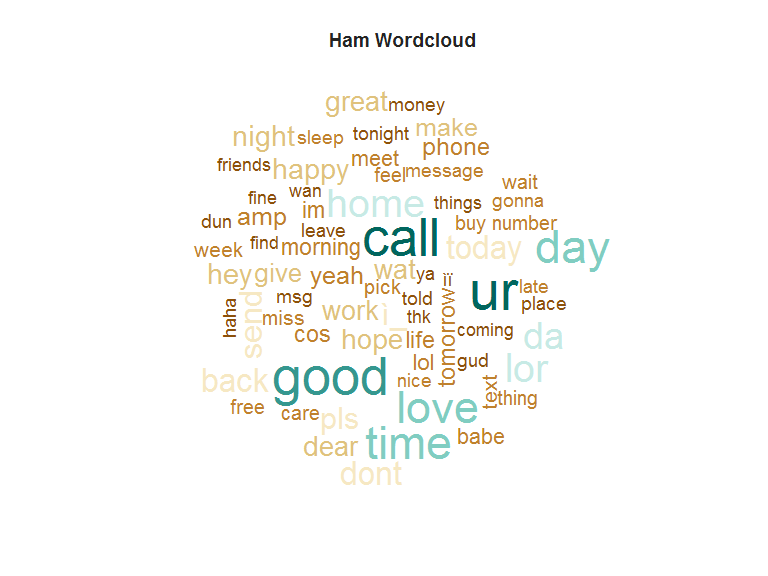 Ham Wordcloud
great money
night sleep tonight make
phone
friends happy meet
feel message
fine wan wait
im home things gonna
dun amp leave call buy number
week find morning today day
hey give yeah wat ya
pick ur late
haha send msg told place
miss work ì thk tomorrow ïï
cos hope l life coming
da
lol gud lor
back good nice text thing
free care pls love
dear time babe
dont